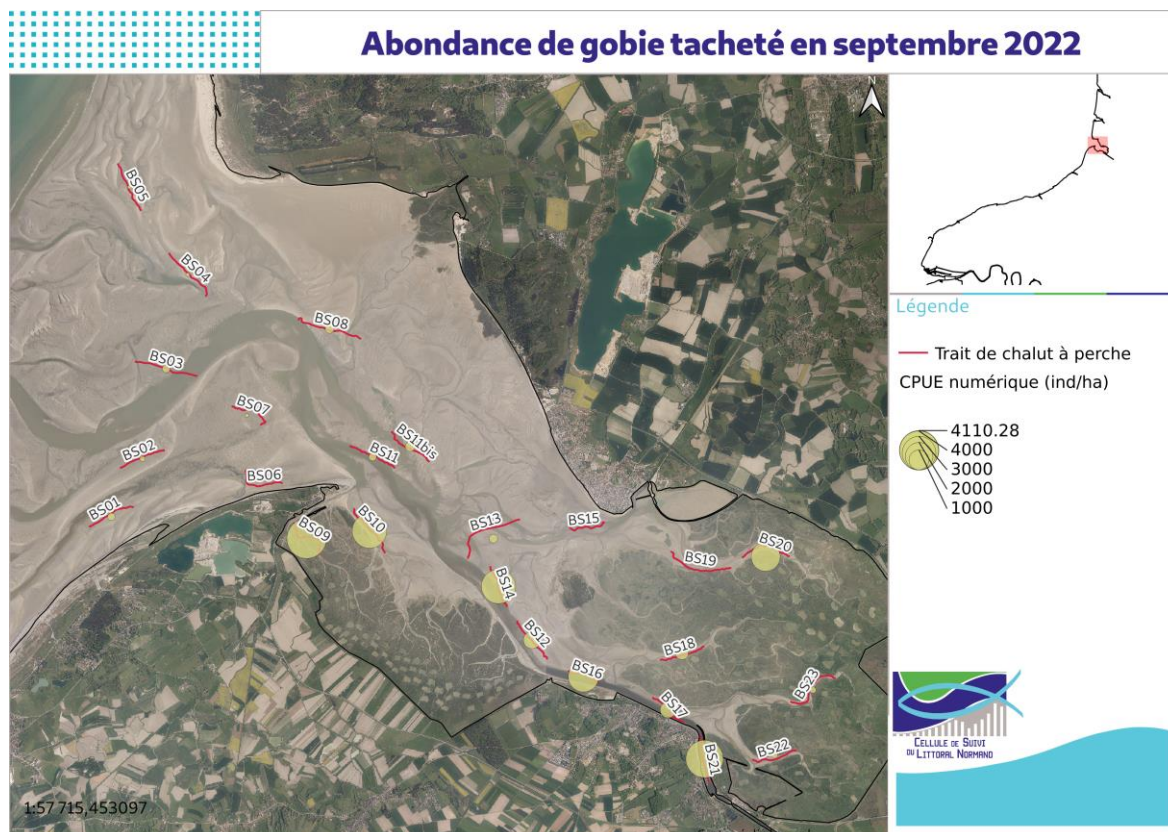 Abondance de gobie tacheté en septembre 2022
N
BS05
BS04
BS08
BS03
BS07
BS11bis
BS02
BS11
BS06
BS01
BS09
BS10
BS13
BS15
BS14
BS19
BS20
BS12
BS18
BS16
BS23
BS17
BS22
BS21
1:57 715,453097
Légende
Trait de chalut à perche
CPUE numérique (ind/ha)
4110.28
4000
3000
2000
1000
CELLULE DE SUIVI
DU LITTORAL NORMAND